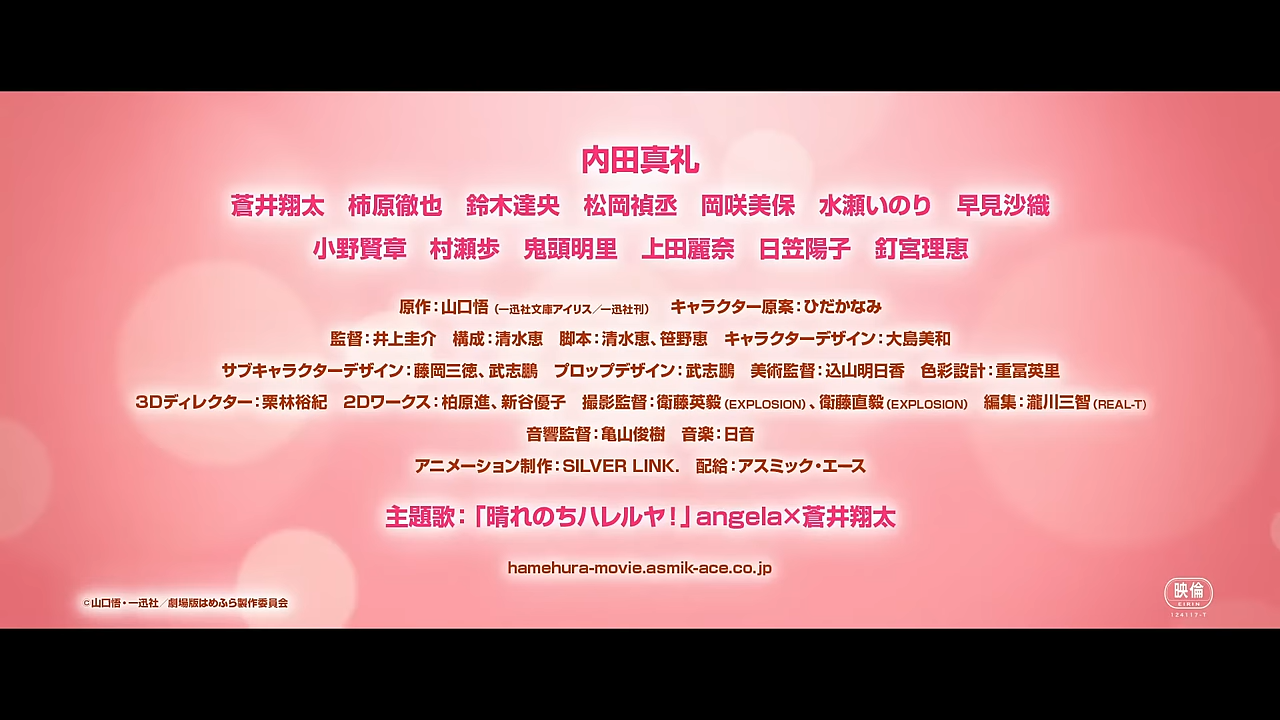 内田真礼
蒼井翔太　柿原徹也　鈴木達央　松岡禎丞　岡咲美保　水瀬いのり　早見沙織
小野賢章　村瀬歩　鬼頭明里　上田麗奈　日笠陽子　釘宮理恵
原作：山口悟（一迅社文庫アイリス／一迅社刊）　キャラクター原案：ひだかなみ
監督：井上圭介　構成：清水恵　脚本：清水恵、笹野恵　キャラクターデザイン：大島美和
サブキャラクターデザイン：藤岡三徳、武志鵬　プロップデザイン：武志鵬　美術監督：込山明日香　色彩設計：重冨英里
3Dディレクター：栗林裕紀　2Dワークス：柏原進、新谷優子　撮影監督：衛藤英毅（EXPLOSION）、衛藤直毅（EXPLOSION）　編集：瀧川三智（REAL-T）
音響監督：亀山俊樹　音楽：日音
アニメーション制作：SILVER LINK.　配給：アスミック・エース
主題歌：「晴れのちハレルヤ！」angela×蒼井翔太
hamehura-movie.asmik-ace.co.jp
©山口悟・一迅社／劇場版はめふら製作委員会
映倫
EIRIN
124117-7